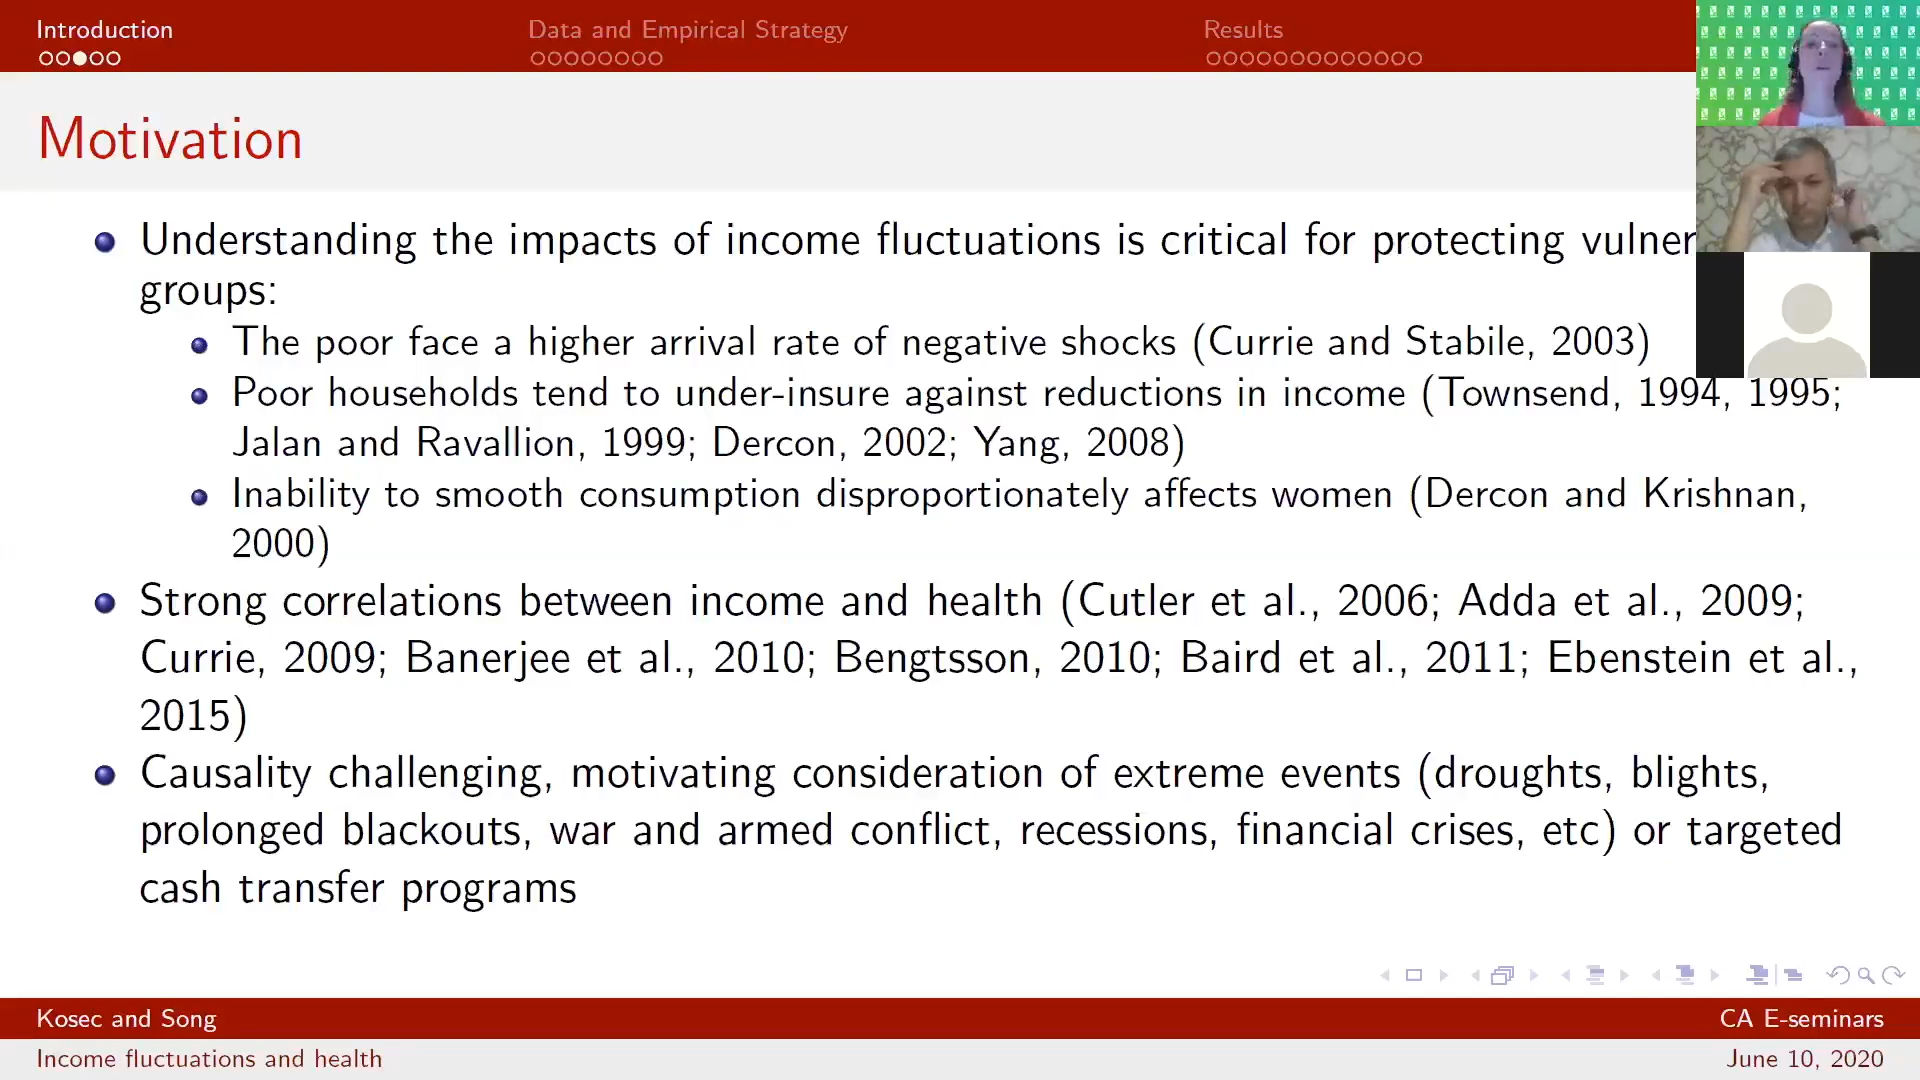 Introduction
Data and Empirical Strategy
Results
Motivation
Understanding the impacts of income fluctuations is critical for protecting
groups:
The poor face a higher arrival rate of negative shocks (Currie and Stabile, 2003)
Poor households tend to under-insure against reductions in income (Townsend, 1994, 1995;
Jalan and Ravallion, 1999; Dercon, 2002; Yang, 2008)
Inability to smooth consumption disproportionately affects women (Dercon and Krishnan,
2000)
Strong correlations between income and health (Cutler et al., 2006; Adda et al., 2009;
Currie, 2009; Banerjee et al., 2010; Bengtsson, 2010; Baird et al., 2011; Ebenstein et al.,
2015)
Causality challenging, motivating consideration of extreme events (droughts, blights,
prolonged blackouts, war and armed conflict, recessions, financial crises, etc) or targeted
cash transfer programs
Kosec and Song
CA E-seminars
Income fluctuations and health
June 10, 2020